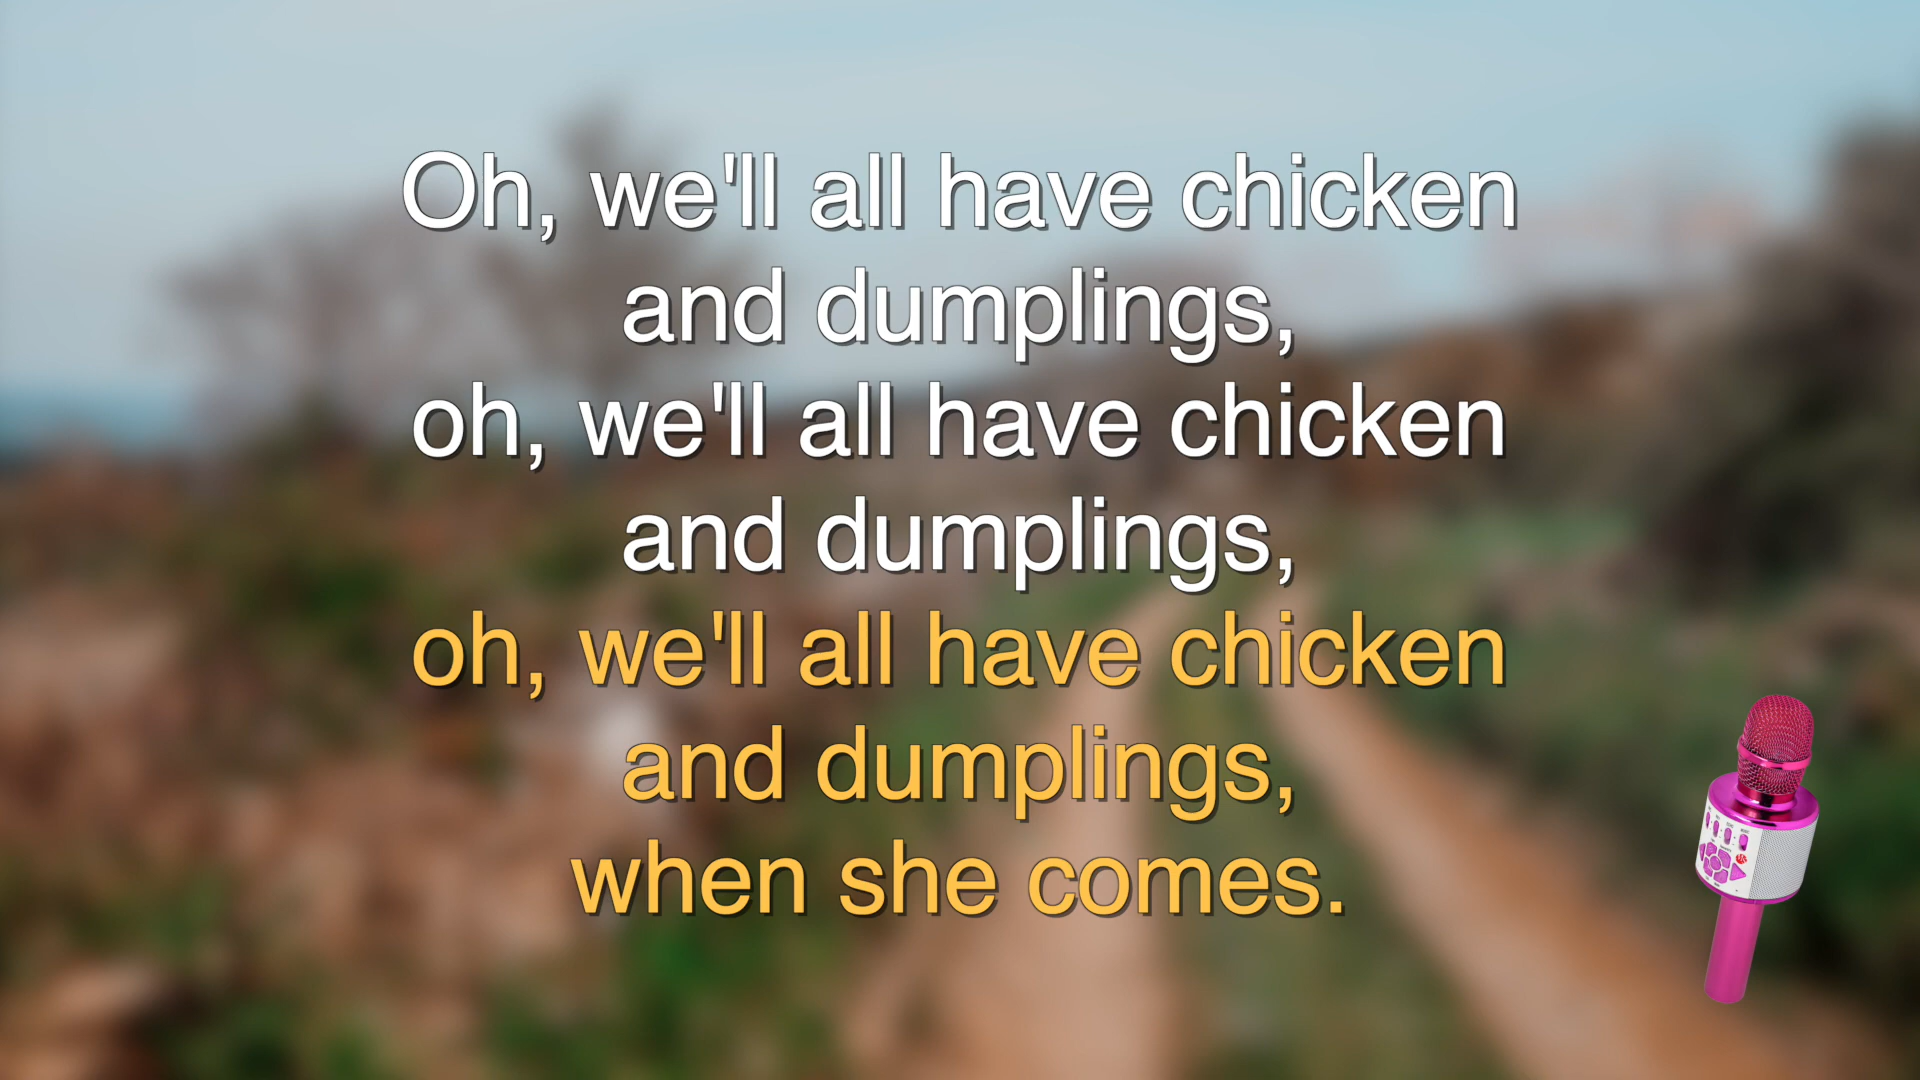 Oh, we'll all have chicken
and dumplings,
oh, we'll all have chicken
and dumplings,
oh, we'll all have chicken
and dumplings,
when she comes.